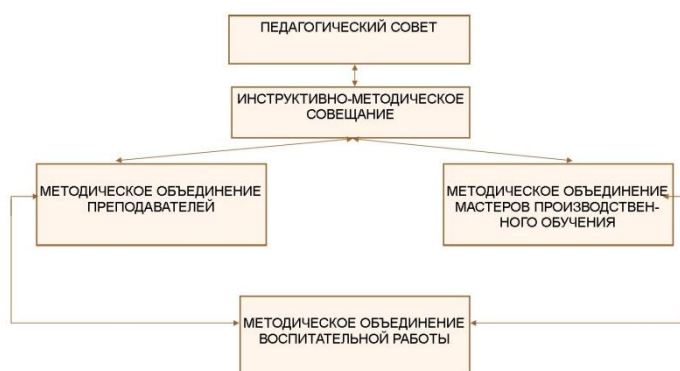 ПЕДАГОГИЧЕСКИЙ СОВЕТ
ИНСТРУКТИВНО-МЕТОДИЧЕСКОЕ
СОВЕЩАНИЕ
МЕТОДИЧЕСКОЕ ОБЪЕДИНЕНИЕ
ПРЕПОДАВАТЕЛЕЙ
МЕТОДИЧЕСКОЕ ОБЪЕДИНЕНИЕ
МАСТЕРОВ ПРОИЗВОДСТВЕН-
НОГО ОБУЧЕНИЯ
МЕТОДИЧЕСКОЕ ОБЪЕДИНЕНИЕ
ВОСПИТАТЕЛЬНОЙ РАБОТЫ